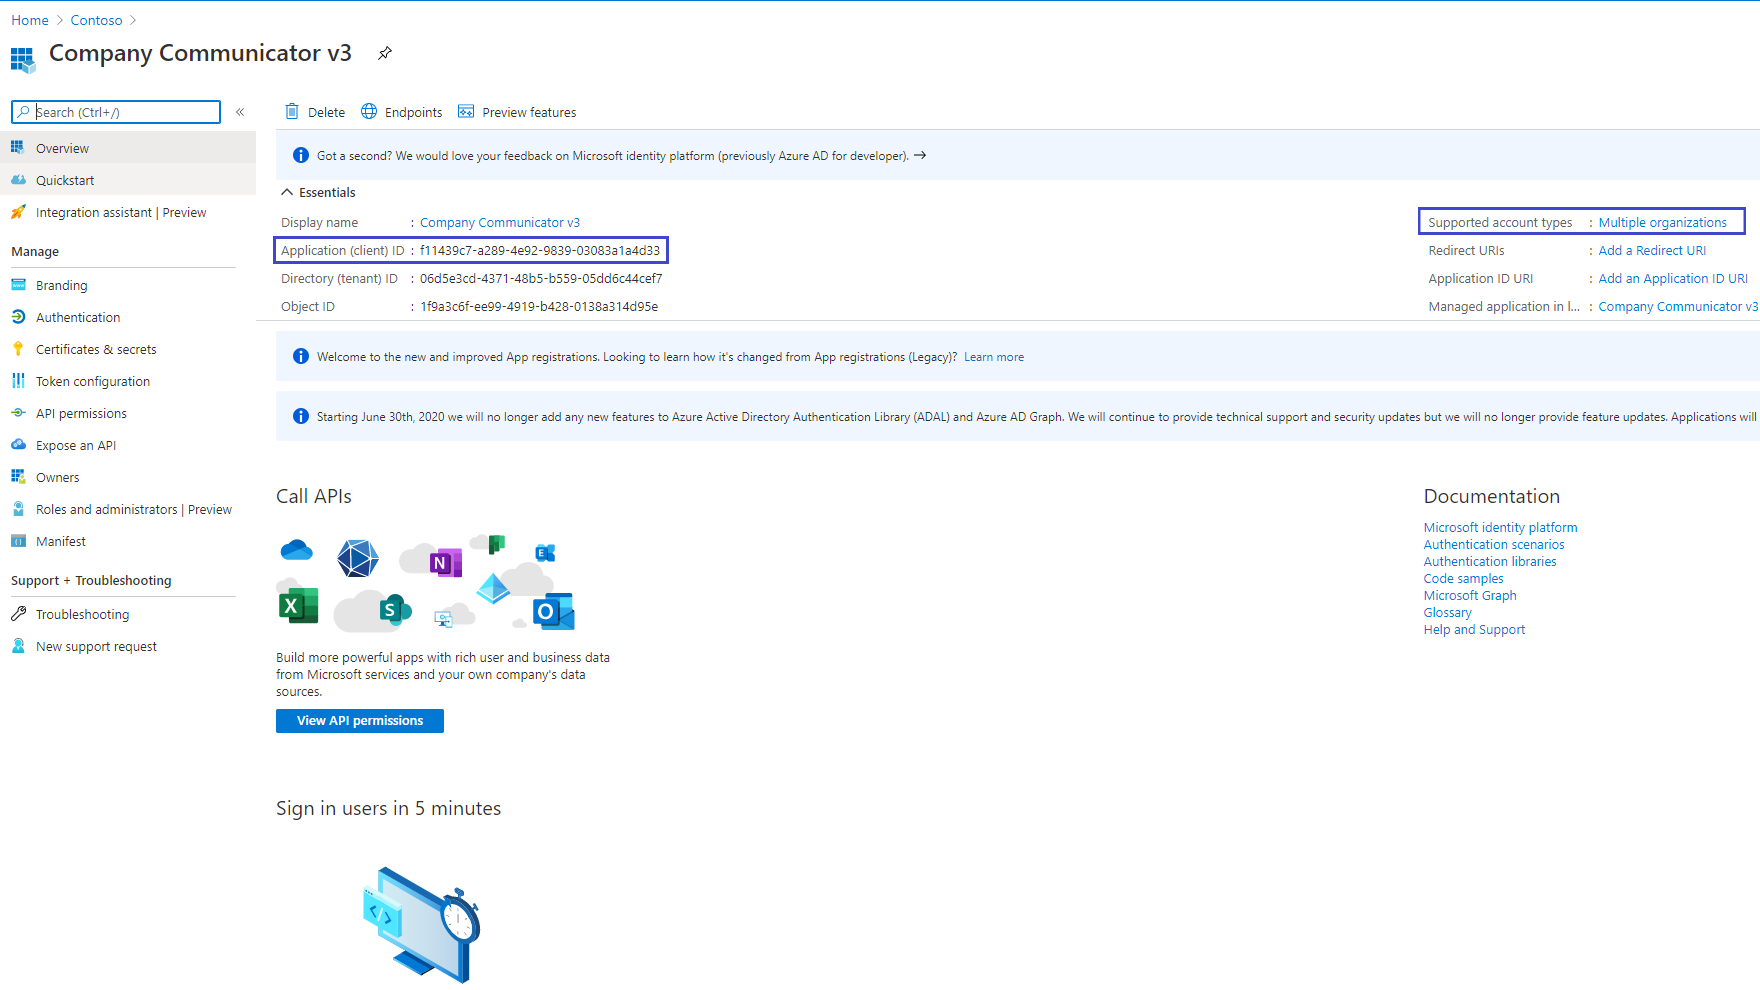 Home > Contoso >
Company Communicator v3
Search (Ctrl+/)
«
Overview
Quickstart
Integration assistant | Preview
Manage
Branding
Authentication
Certificates & secrets
Token configuration
API permissions
Expose an API
Owners
Roles and administrators | Preview
Manifest
Support + Troubleshooting
Troubleshooting
New support request
Delete Endpoints Preview features
Got a second? We would love your feedback on Microsoft identity platform (previously Azure AD for developer). →
Essentials
Display name : Company Communicator v3
Application (client) ID : f11439c7-a289-4e92-9839-03083a1a4d33
Directory (tenant) ID : 06d5e3cd-4371-48b5-b559-05dd6c44cef7
Object ID : 1f9a3c6f-ee99-4919-b428-0138a314d95e
Supported account types : Multiple organizations
Redirect URIs : Add a Redirect URI
Application ID URI : Add an Application ID URI
Managed application in l... : Company Communicator v3
Welcome to the new and improved App registrations. Looking to learn how it's changed from App registrations (Legacy)? Learn more
Starting June 30th, 2020 we will no longer add any new features to Azure Active Directory Authentication Library (ADAL) and Azure AD Graph. We will continue to provide technical support and security updates but we will no longer provide feature updates. Applications will
Call APIs
N
E
X
S
O
Build more powerful apps with rich user and business data
from Microsoft services and your own company's data
sources.
View API permissions
Documentation
Microsoft identity platform
Authentication scenarios
Authentication libraries
Code samples
Microsoft Graph
Glossary
Help and Support
Sign in users in 5 minutes
</>